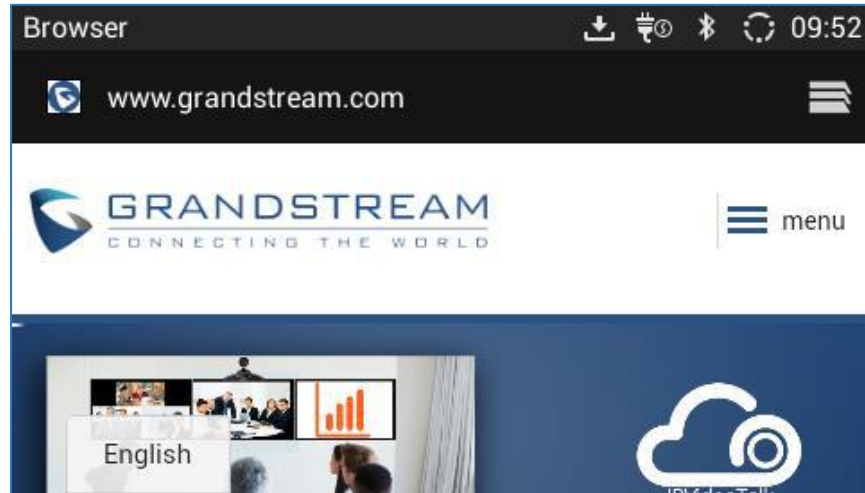 Browser 09:52
www.grandstream.com
GRANDSTREAM
CONNECTING THE WORLD
menu
English